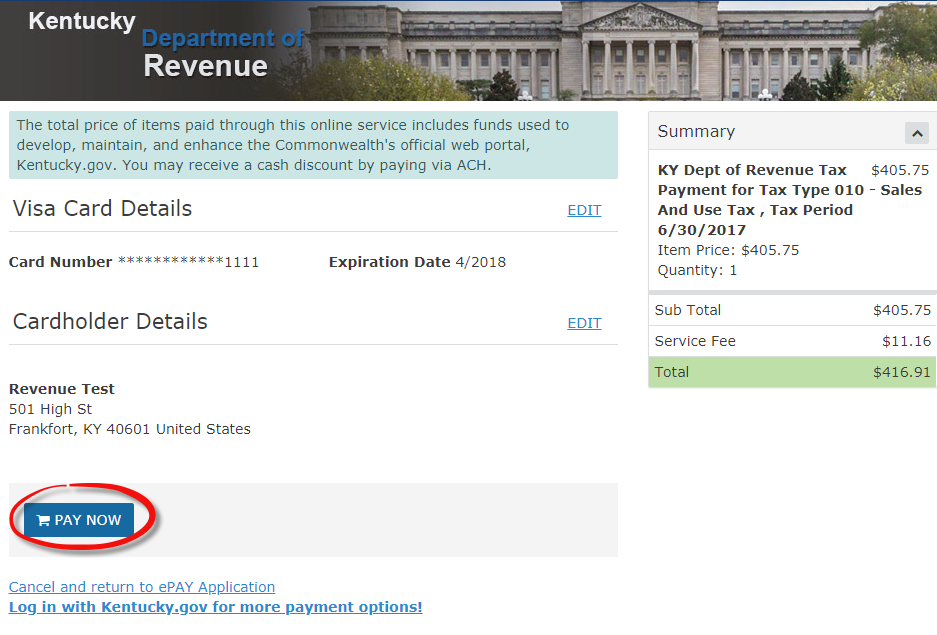 Kentucky
Department of
Revenue
The total price of items paid through this online service includes funds used to
develop, maintain, and enhance the Commonwealth's official web portal,
Kentucky.gov. You may receive a cash discount by paying via ACH.
Visa Card Details
EDIT
Card Number ************1111
Expiration Date 4/2018
Cardholder Details
EDIT
Revenue Test
501 High St
Frankfort, KY 40601 United States
PAY NOW
Cancel and return to ePAY Application
Log in with Kentucky.gov for more payment options!
Summary
KY Dept of Revenue Tax $405.75
Payment for Tax Type 010 - Sales
And Use Tax , Tax Period
6/30/2017
Item Price: $405.75
Quantity: 1
Sub Total $405.75
Service Fee $11.16
Total $416.91